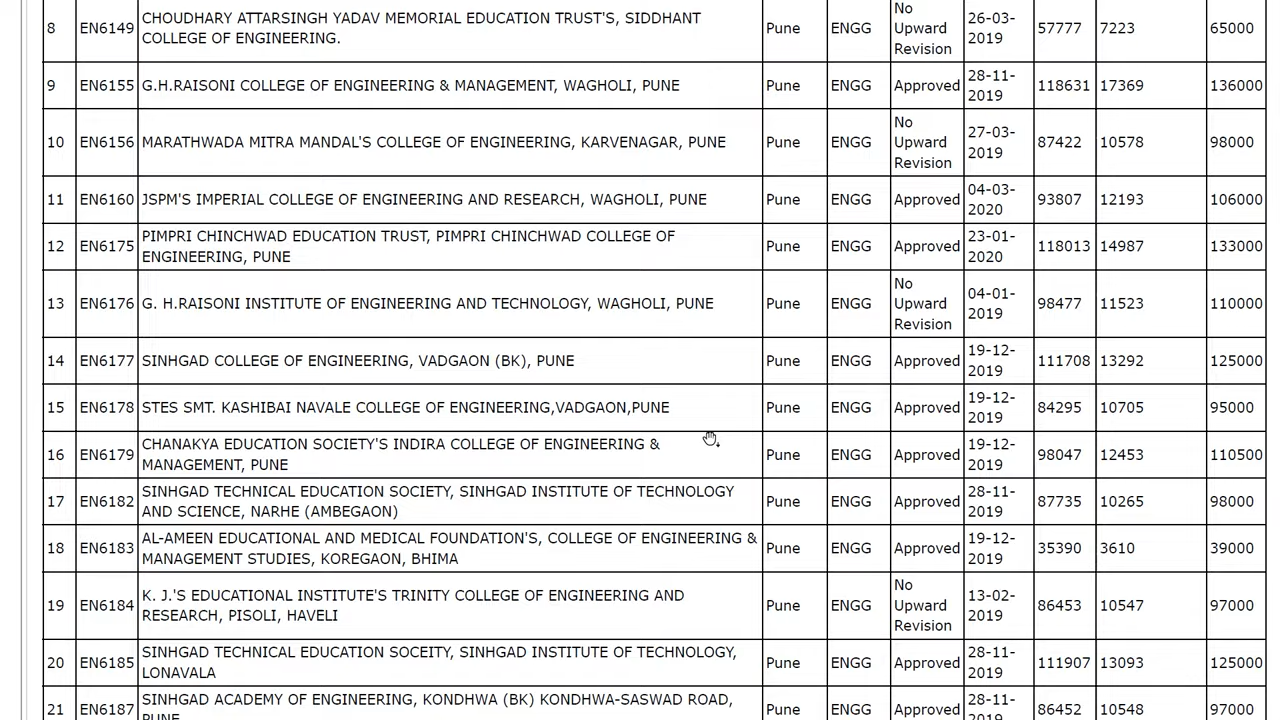 8 EN6149 CHOUDHARY ATTARSINGH YADAV MEMORIAL EDUCATION TRUST'S, SIDDHANT COLLEGE OF ENGINEERING. Pune ENGG No Upward Revision 26-03-2019 57777 7223 65000
9 EN6155 G.H.RAISONI COLLEGE OF ENGINEERING & MANAGEMENT, WAGHOLI, PUNE Pune ENGG Approved 28-11-2019 118631 17369 136000
10 EN6156 MARATHWADA MITRA MANDAL'S COLLEGE OF ENGINEERING, KARVENAGAR, PUNE Pune ENGG No Upward Revision 27-03-2019 87422 10578 98000
11 EN6160 JSPM'S IMPERIAL COLLEGE OF ENGINEERING AND RESEARCH, WAGHOLI, PUNE Pune ENGG Approved 04-03-2020 93807 12193 106000
12 EN6175 PIMPRI CHINCHWAD EDUCATION TRUST, PIMPRI CHINCHWAD COLLEGE OF ENGINEERING, PUNE Pune ENGG Approved 23-01-2020 118013 14987 133000
13 EN6176 G. H.RAISONI INSTITUTE OF ENGINEERING AND TECHNOLOGY, WAGHOLI, PUNE Pune ENGG No Upward Revision 04-01-2019 98477 11523 110000
14 EN6177 SINHGAD COLLEGE OF ENGINEERING, VADGAON (BK), PUNE Pune ENGG Approved 19-12-2019 111708 13292 125000
15 EN6178 STES SMT. KASHIBAI NAVALE COLLEGE OF ENGINEERING,VADGAON,PUNE Pune ENGG Approved 19-12-2019 84295 10705 95000
16 EN6179 CHANAKYA EDUCATION SOCIETY'S INDIRA COLLEGE OF ENGINEERING & MANAGEMENT, PUNE Pune ENGG Approved 19-12-2019 98047 12453 110500
17 EN6182 SINHGAD TECHNICAL EDUCATION SOCIETY, SINHGAD INSTITUTE OF TECHNOLOGY AND SCIENCE, NARHE (AMBEGAON) Pune ENGG Approved 28-11-2019 87735 10265 98000
18 EN6183 AL-AMEEN EDUCATIONAL AND MEDICAL FOUNDATION'S, COLLEGE OF ENGINEERING & MANAGEMENT STUDIES, KOREGAON, BHIMA Pune ENGG Approved 19-12-2019 35390 3610 39000
19 EN6184 K. J.'S EDUCATIONAL INSTITUTE'S TRINITY COLLEGE OF ENGINEERING AND RESEARCH, PISOLI, HAVELI Pune ENGG No Upward Revision 13-02-2019 86453 10547 97000
20 EN6185 SINHGAD TECHNICAL EDUCATION SOCEITY, SINHGAD INSTITUTE OF TECHNOLOGY, LONAVALA Pune ENGG Approved 28-11-2019 111907 13093 125000
21 EN6187 SINHGAD ACADEMY OF ENGINEERING, KONDHWA (BK) KONDHWA-SASWAD ROAD, PUNE Pune ENGG Approved 28-11-2019 86452 10548 97000